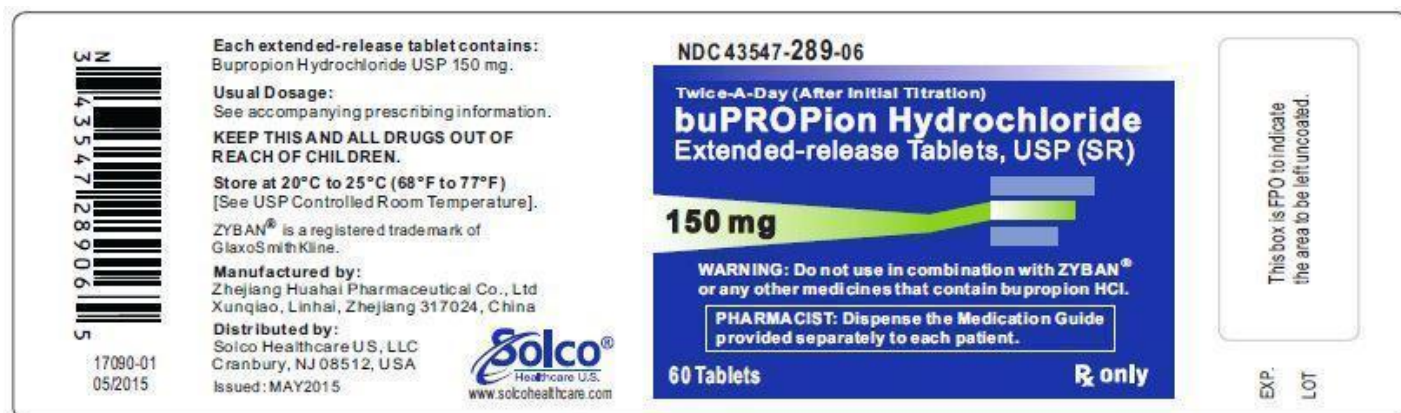 N
3
43547 28906
5
17090-01
05/2015
Each extended-release tablet contains:
Bupropion Hydrochloride USP 150 mg.
Usual Dosage:
See accompanying prescribing information.
KEEP THIS AND ALL DRUGS OUT OF
REACH OF CHILDREN.
Store at 20°C to 25°C (68°F to 77°F)
[See USP Controlled Room Temperature].
ZYBAN® is a registered trademark of
GlaxoSmithKline.
Manufactured by:
Zhejiang Huahai Pharmaceutical Co., Ltd
Xunqiao, Linhai, Zhejiang 317024, China
Distributed by:
Solco Healthcare US, LLC
Cranbury, NJ 08512, USA
Issued: MAY2015
Solco®
Healthcare U.S.
www.solcohealthcare.com
NDC 43547-289-06
Twice-A-Day (After Initial Titration)
buPROPion Hydrochloride
Extended-release Tablets, USP (SR)
150 mg
WARNING: Do not use in combination with ZYBAN®
or any other medicines that contain bupropion HCl.
PHARMACIST: Dispense the Medication Guide
provided separately to each patient.
60 Tablets
℞ only
This box is FPO to indicate
the area to be left uncoated.
EXP.
LOT